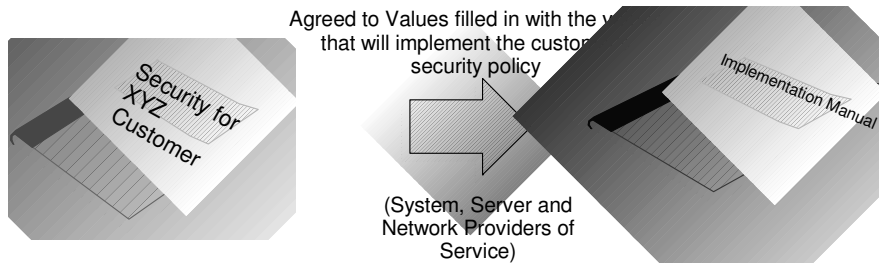 Security for
XYZ
Customer
Agreed to Values filled in with the
that will implement the
security policy
(System, Server and
Network Providers of
Service)
Implementation Manual